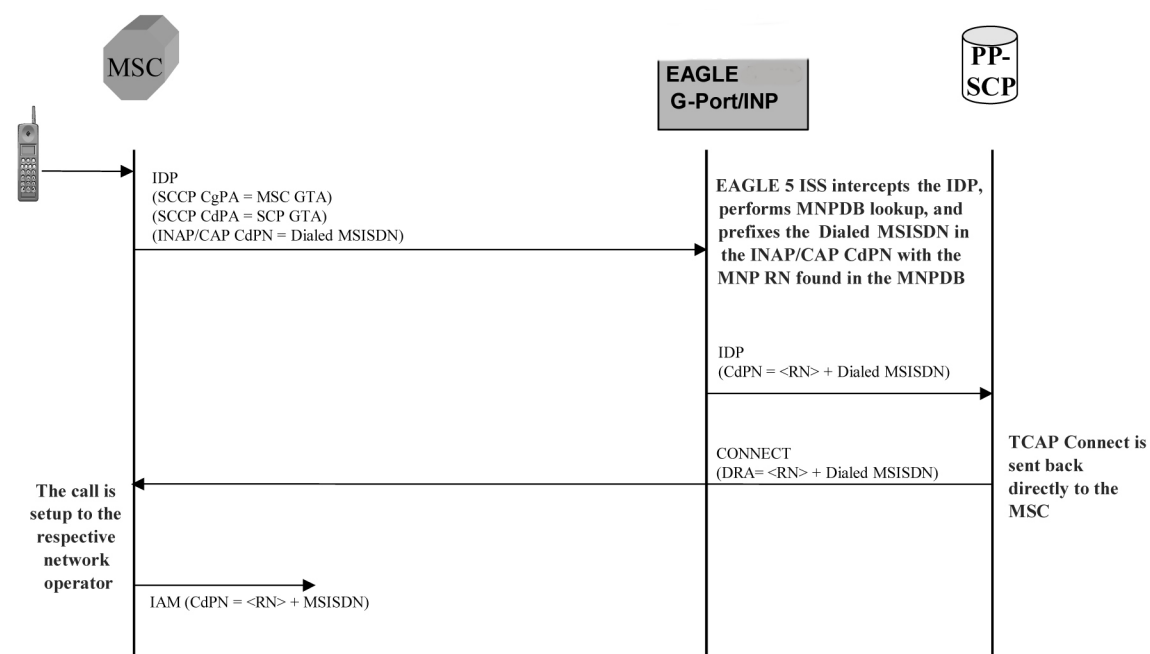 MSC
EAGLE
G-Port/INP
PP-
SCP
IDP
(SCCP CgPA = MSC GTA)
(SCCP CdPA = SCP GTA)
(INAP/CAP CdPN = Dialed MSISDN)
EAGLE 5 ISS intercepts the IDP,
performs MNPDB lookup, and
prefixes the Dialed MSISDN in
the INAP/CAP CdPN with the
MNP RN found in the MNPDB
IDP
(CdPN = <RN> + Dialed MSISDN)
CONNECT
(DRA= <RN> + Dialed MSISDN)
TCAP Connect is
sent back
directly to the
MSC
The call is
setup to the
respective
network
operator
IAM (CdPN = <RN> + MSISDN)